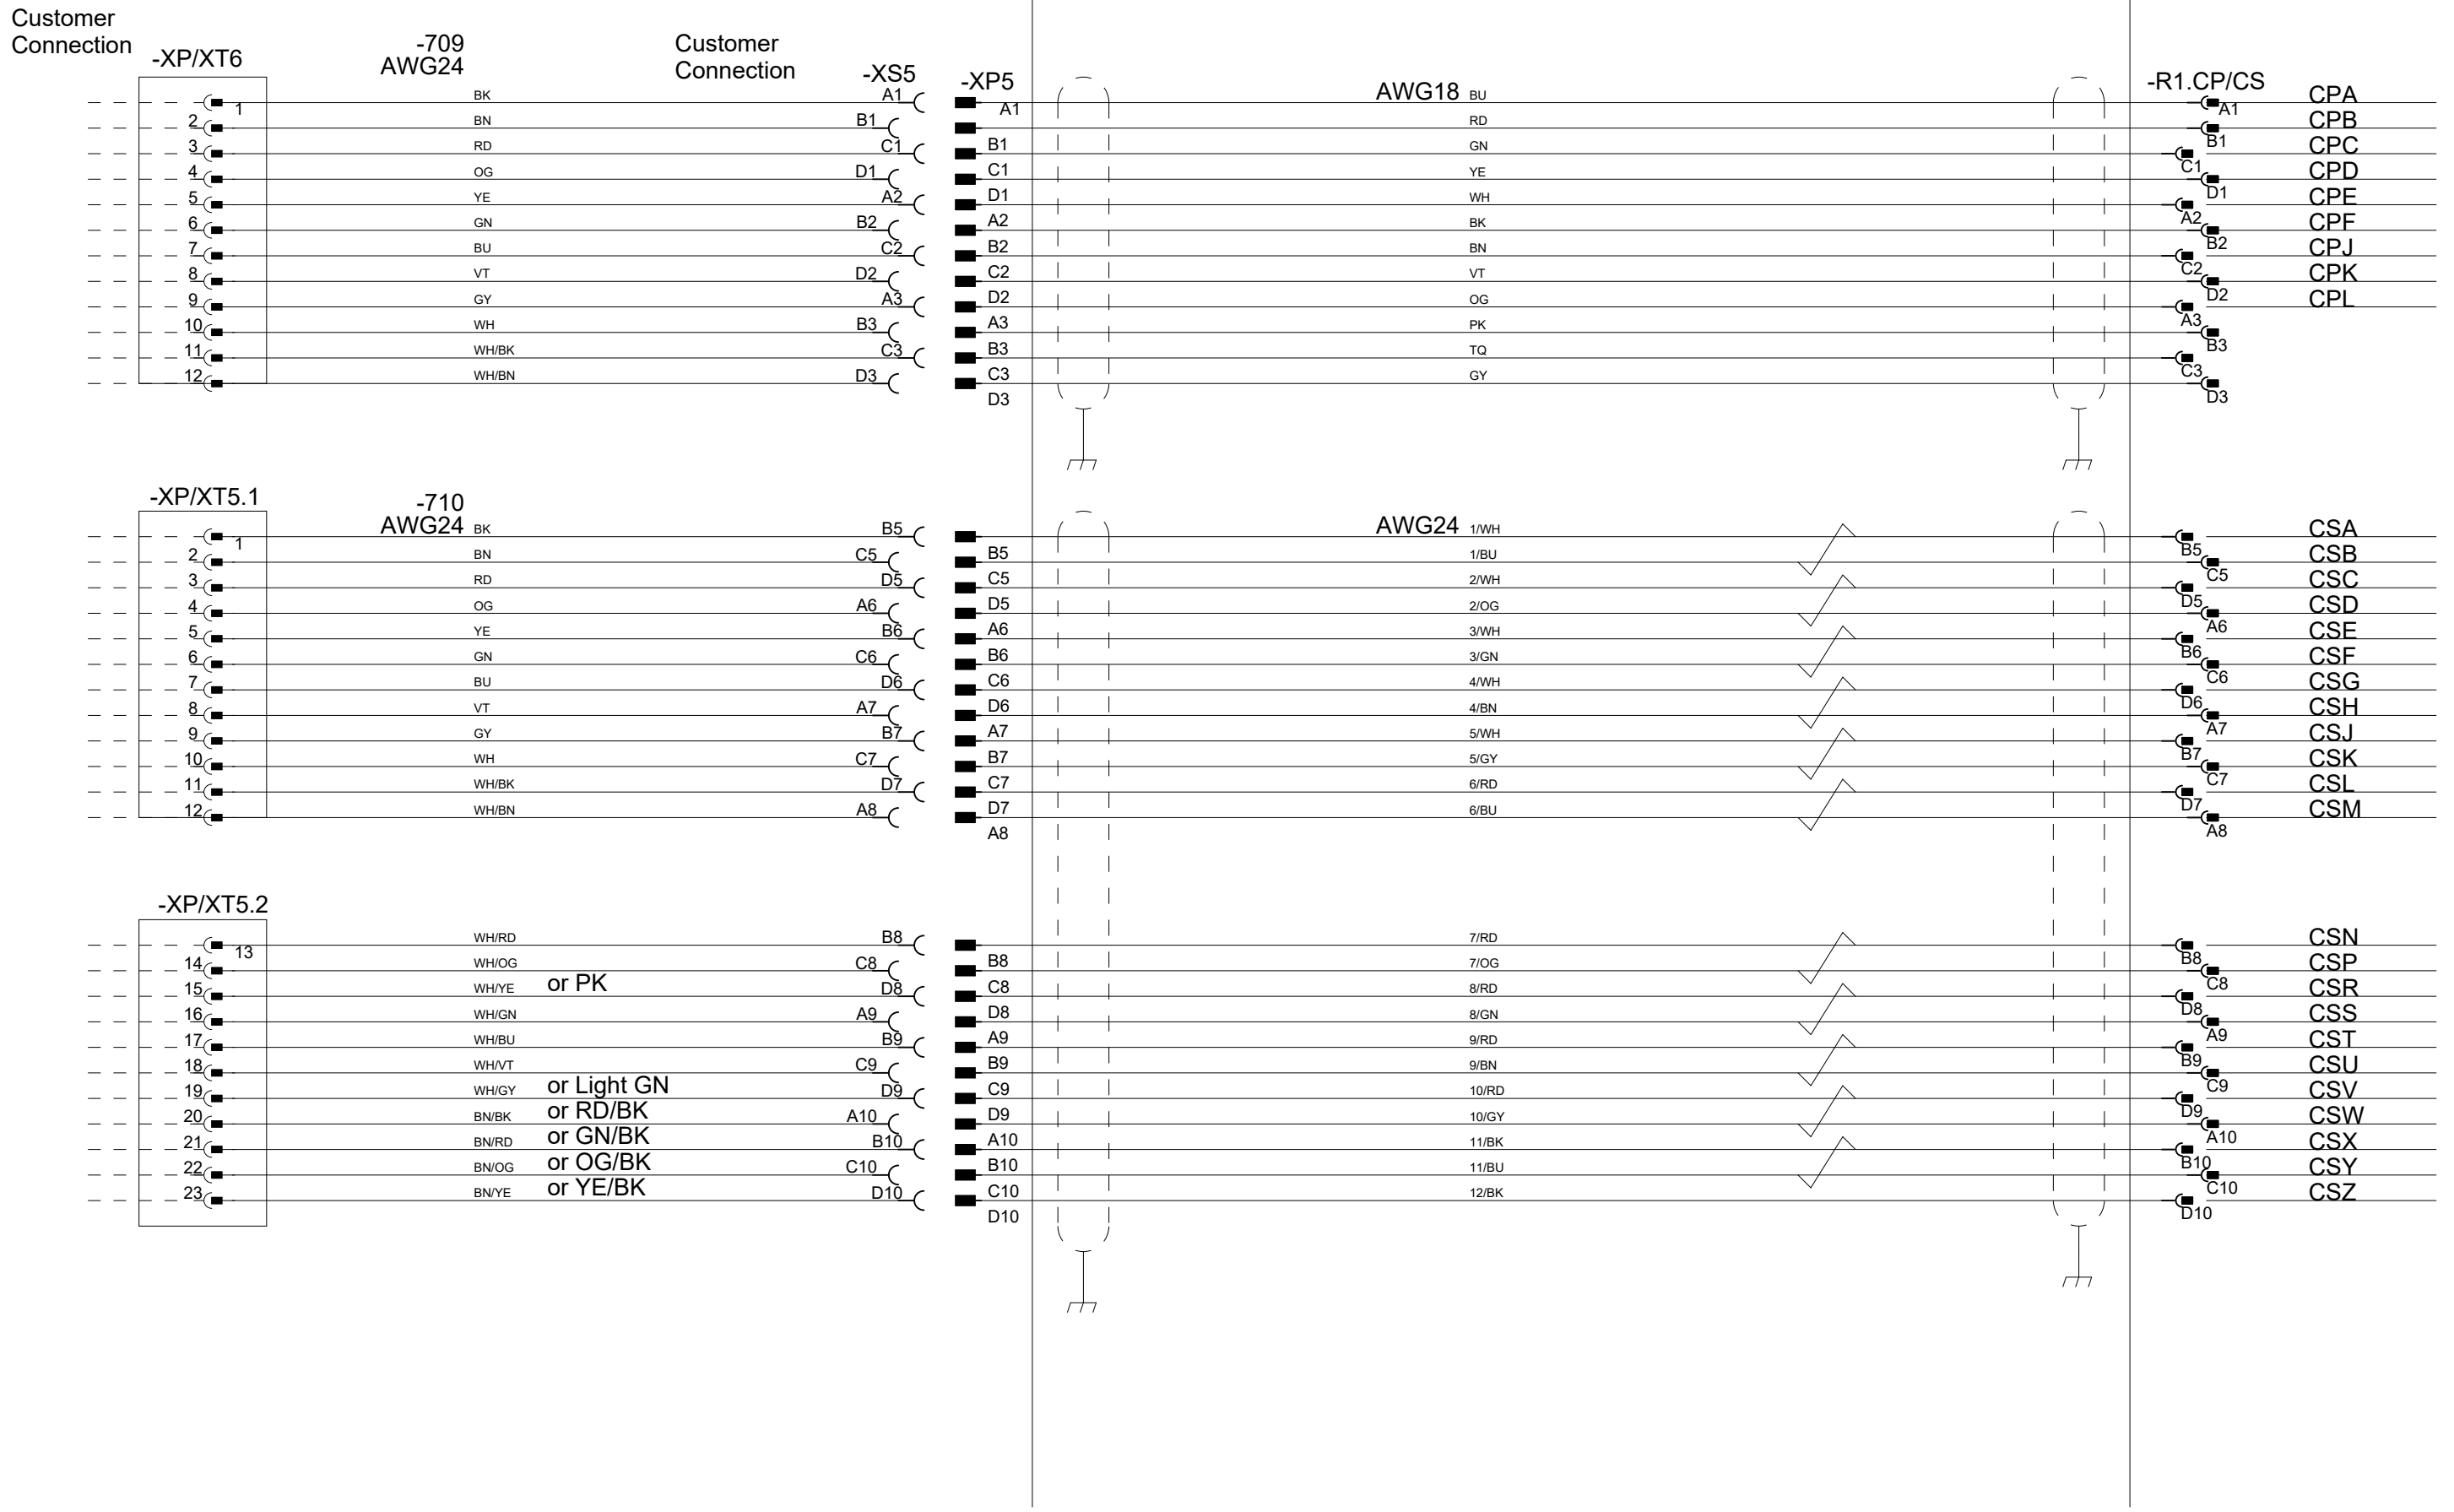 Customer
Connection
-XP/XT6
-709
AWG24
Customer
Connection
-XS5
-XP5
AWG18
-R1.CP/CS
1 BK A1 A1 BU A1 CPA
2 BN B1 B1 RD B1 CPB
3 RD C1 C1 GN C1 CPC
4 OG D1 D1 YE D1 CPD
5 YE A2 A2 WH A2 CPE
6 GN B2 B2 BK B2 CPF
7 BU C2 C2 BN C2 CPJ
8 VT D2 D2 VT D2 CPK
9 GY A3 A3 OG A3 CPL
10 WH B3 B3 PK B3
11 WH/BK C3 C3 TQ C3
12 WH/BN D3 D3 GY D3
-XP/XT5.1
-710
AWG24
AWG24
1 BK B5 B5 1/WH B5 CSA
2 BN C5 C5 1/BU C5 CSB
3 RD D5 D5 2/WH D5 CSC
4 OG A6 A6 2/OG A6 CSD
5 YE B6 B6 3/WH B6 CSE
6 GN C6 C6 3/GN C6 CSF
7 BU D6 D6 4/WH D6 CSG
8 VT A7 A7 4/BN A7 CSH
9 GY B7 B7 5/WH B7 CSJ
10 WH C7 C7 5/GY C7 CSK
11 WH/BK D7 D7 6/RD D7 CSL
12 WH/BN A8 A8 6/BU A8 CSM
-XP/XT5.2
13 WH/RD B8 B8 7/RD B8 CSN
14 WH/OG C8 C8 7/OG C8 CSP
15 WH/YE or PK D8 D8 8/RD D8 CSR
16 WH/GN A9 A9 8/GN A9 CSS
17 WH/BU B9 B9 9/RD B9 CST
18 WH/VT C9 C9 9/BN C9 CSU
19 WH/GY or Light GN D9 D9 10/RD D9 CSV
20 BN/BK or RD/BK A10 A10 10/GY A10 CSW
21 BN/RD or GN/BK B10 B10 11/BK B10 CSX
22 BN/OG or OG/BK C10 C10 11/BU C10 CSY
23 BN/YE or YE/BK D10 D10 12/BK D10 CSZ